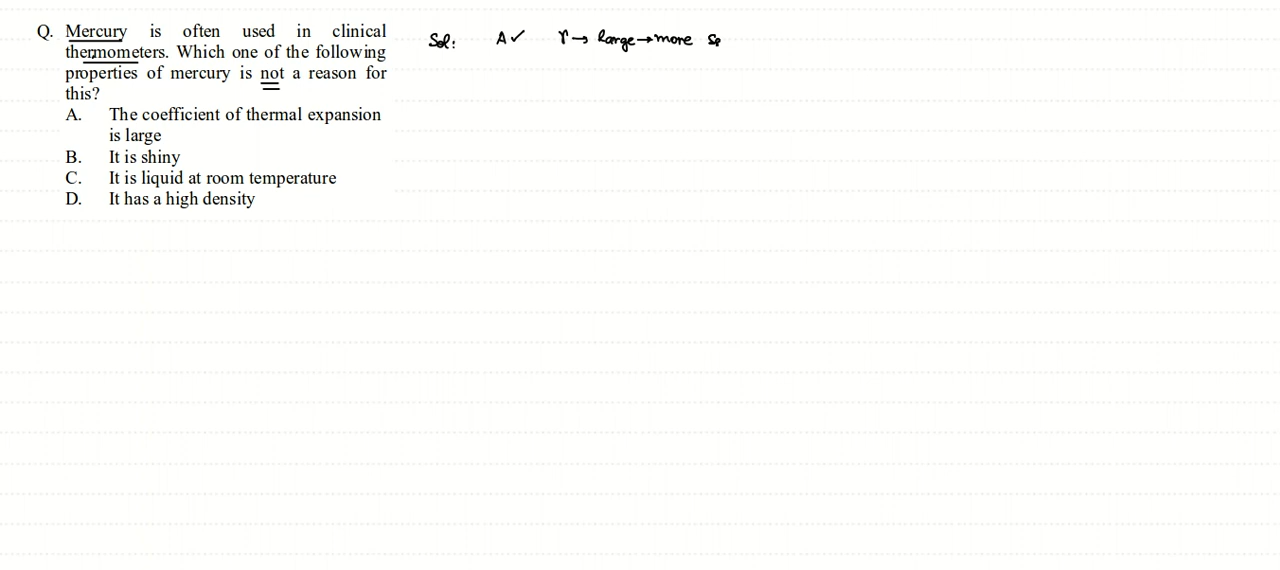 Q. Mercury is often used in clinical
thermometers. Which one of the following
properties of mercury is not a reason for
this?
A. The coefficient of thermal expansion
is large
B. It is shiny
C. It is liquid at room temperature
D. It has a high density
Sol: A ✓ γ → large → more